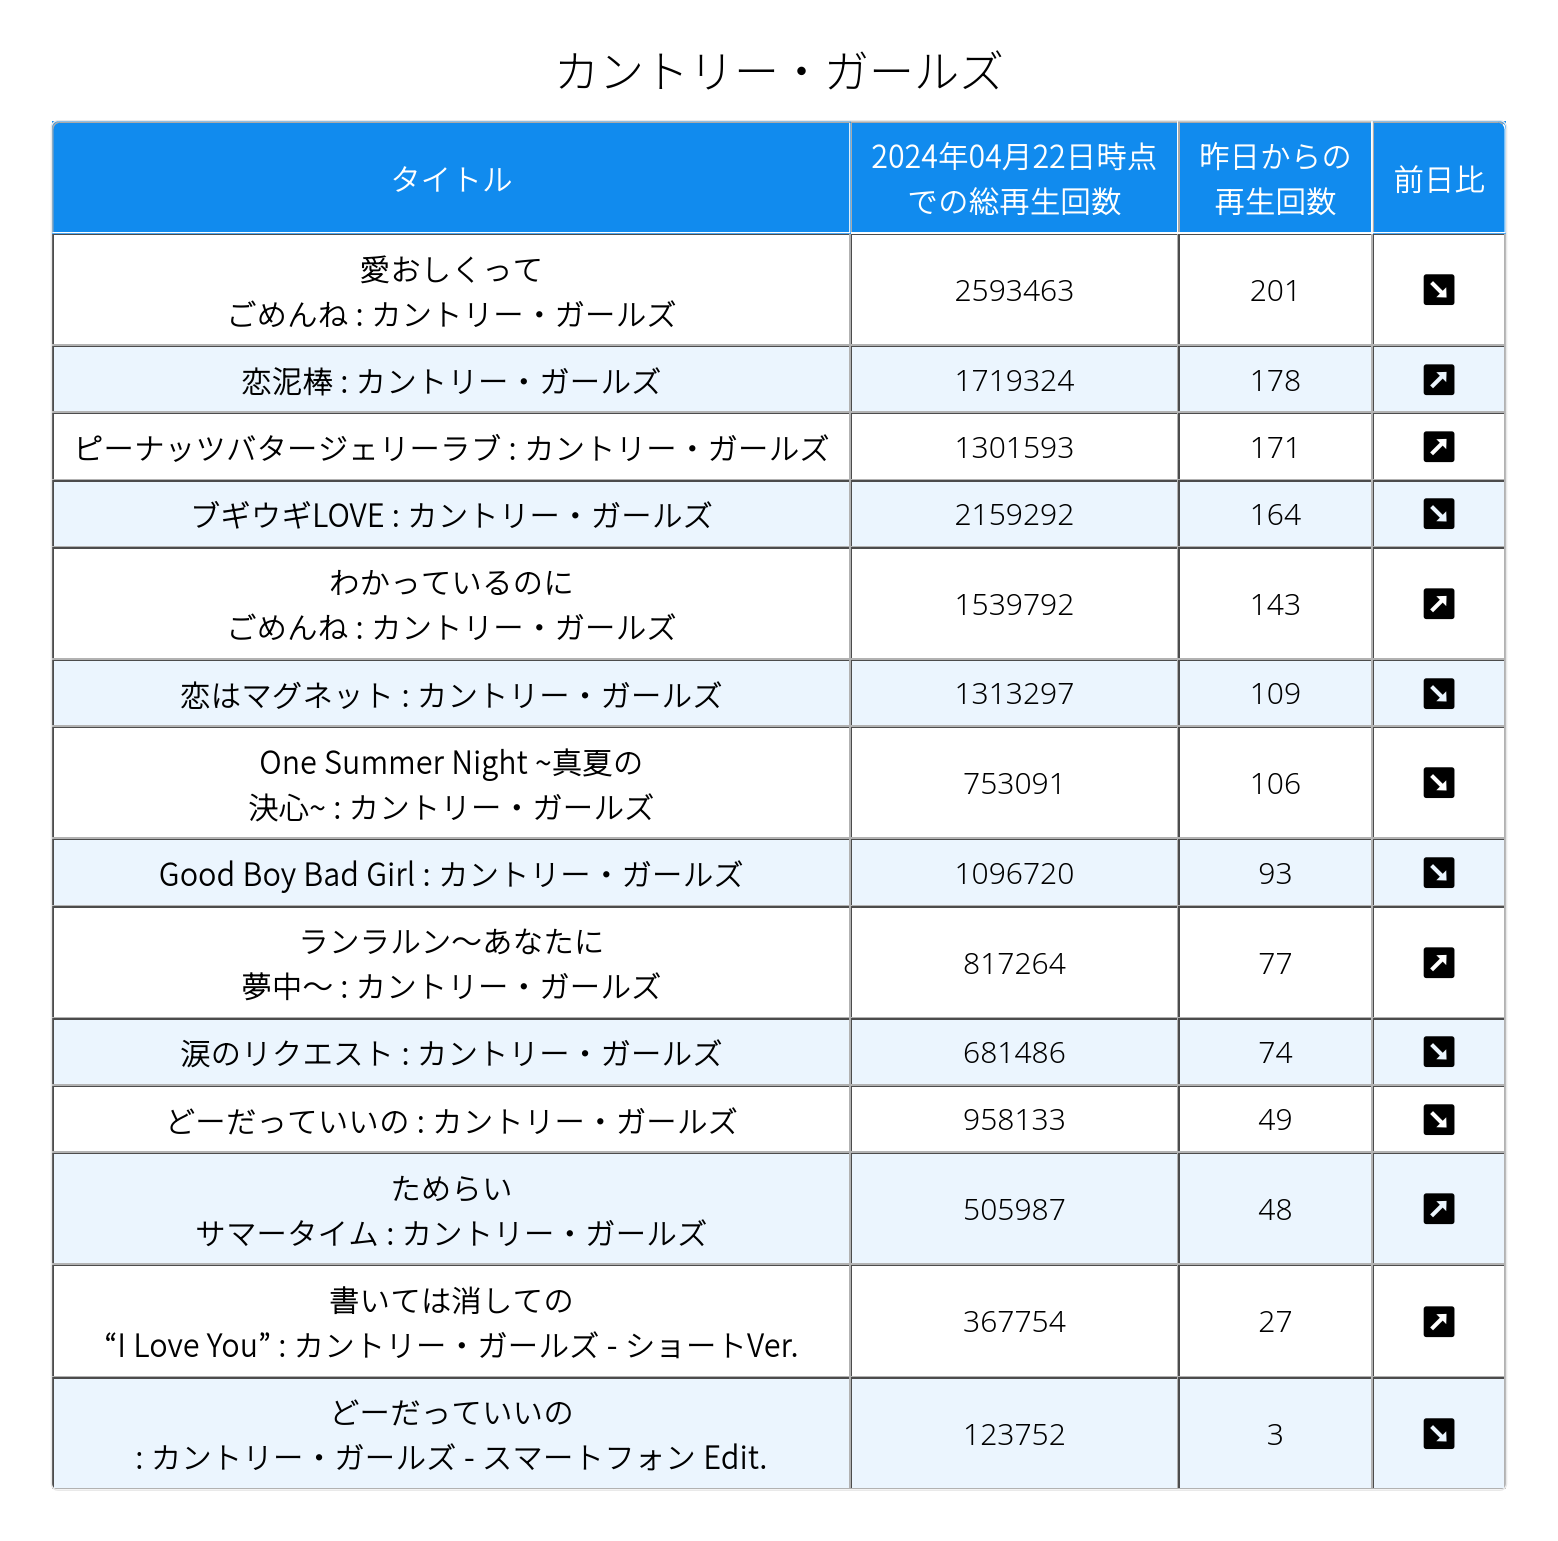 カントリー・ガールズ
タイトル
2024年04月22日時点
での総再生回数
昨日からの
再生回数
前日比
愛おしくって
ごめんね : カントリー・ガールズ
2593463
201
恋泥棒 : カントリー・ガールズ
1719324
178
ピーナッツバタージェリーラブ : カントリー・ガールズ
1301593
171
ブギウギLOVE : カントリー・ガールズ
2159292
164
わかっているのに
ごめんね : カントリー・ガールズ
1539792
143
恋はマグネット : カントリー・ガールズ
1313297
109
One Summer Night ~真夏の
決心~ : カントリー・ガールズ
753091
106
Good Boy Bad Girl : カントリー・ガールズ
1096720
93
ランラルン〜あなたに
夢中〜 : カントリー・ガールズ
817264
77
涙のリクエスト : カントリー・ガールズ
681486
74
どーだっていいの : カントリー・ガールズ
958133
49
ためらい
サマータイム : カントリー・ガールズ
505987
48
書いては消しての
“I Love You” : カントリー・ガールズ - ショートVer.
367754
27
どーだっていいの
: カントリー・ガールズ - スマートフォン Edit.
123752
3